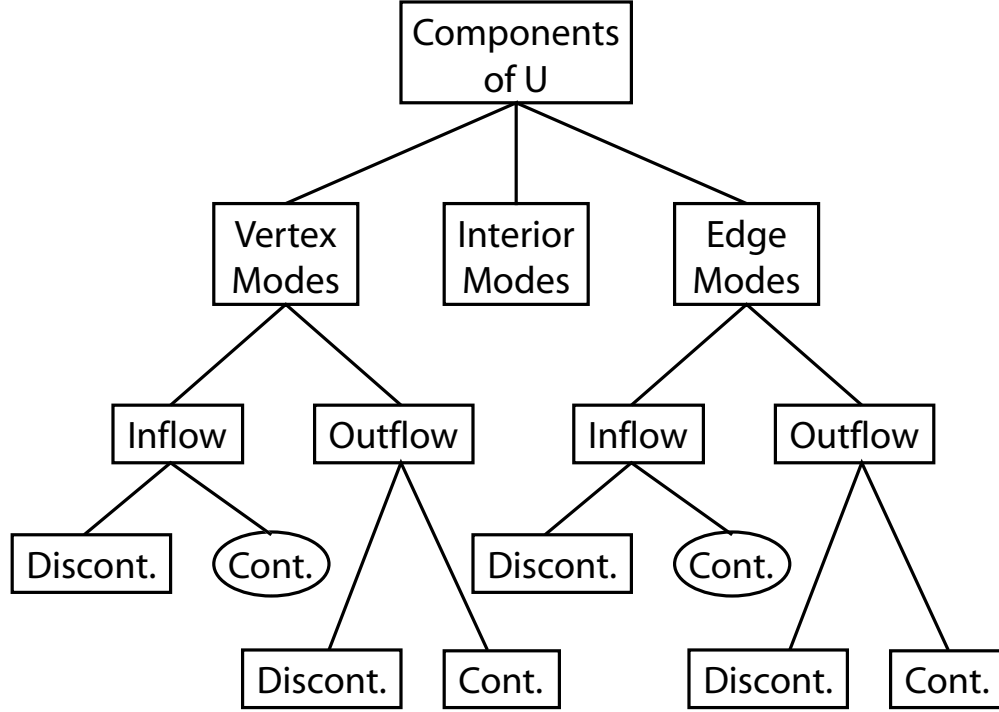 Components
of U
Vertex
Modes
Interior
Modes
Edge
Modes
Inflow
Outflow
Inflow
Outflow
Discont.
Cont.
Discont.
Cont.
Discont.
Cont.
Discont.
Cont.